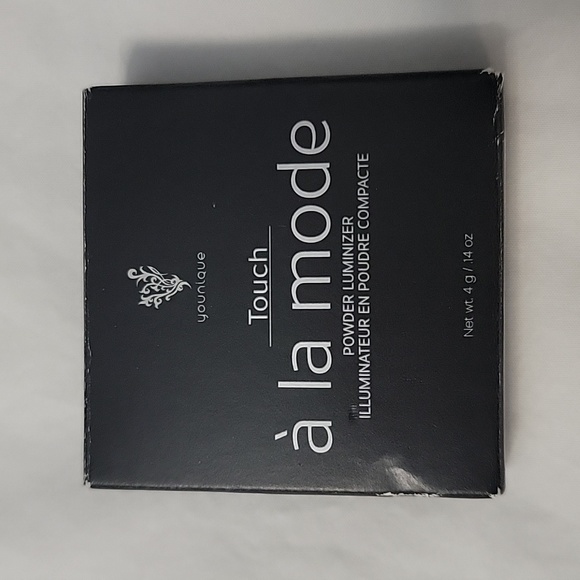 younique
Touch
à la mode
POWDER LUMINIZER
ILLUMINATEUR EN POUDRE COMPACTE
Net wt. 4 g / .14 oz